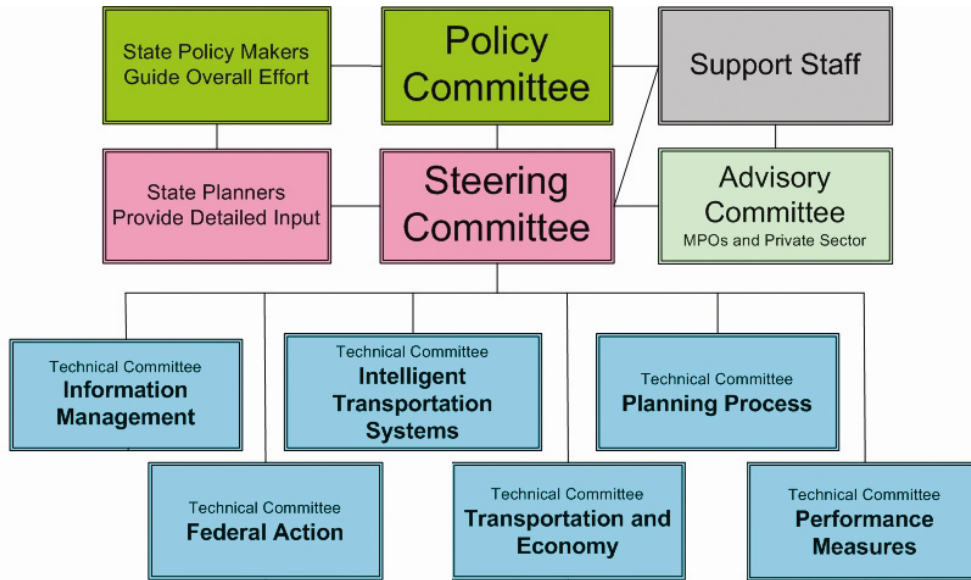 State Policy Makers
Guide Overall Effort
Policy
Committee
Support Staff
State Planners
Provide Detailed Input
Steering
Committee
Advisory
Committee
MPOs and Private Sector
Technical Committee
Information
Management
Technical Committee
Intelligent
Transportation
Systems
Technical Committee
Planning Process
Technical Committee
Federal Action
Technical Committee
Transportation and
Economy
Technical Committee
Performance
Measures